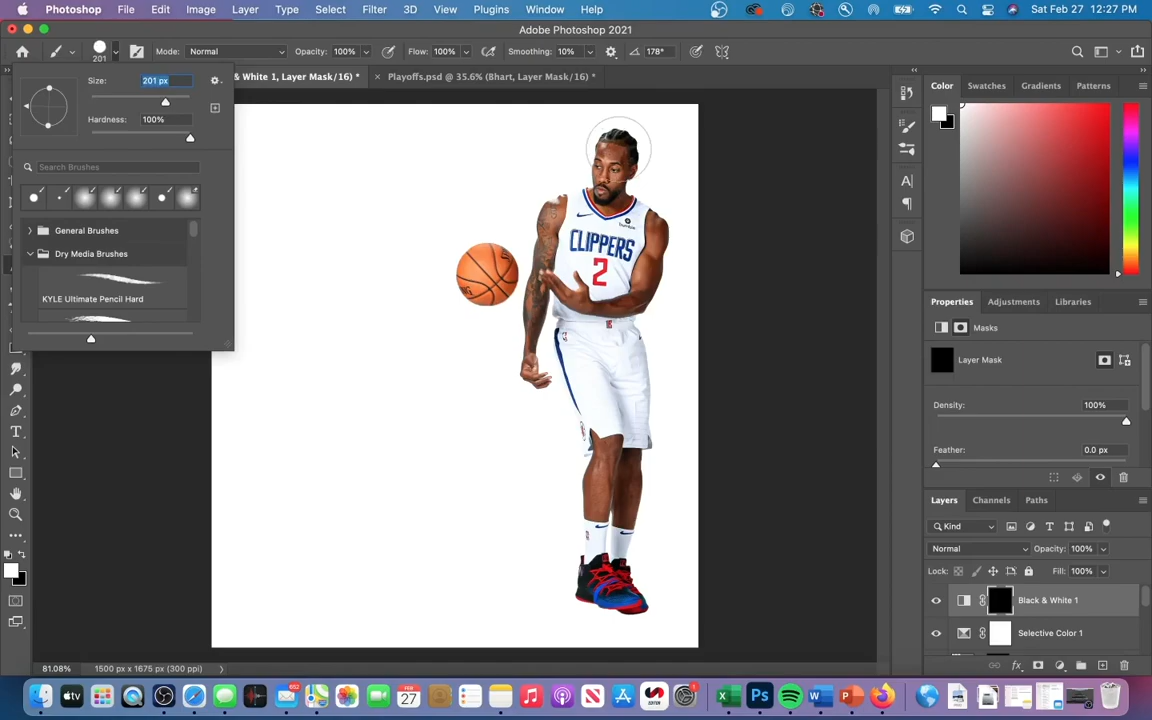 Photoshop File Edit Image Layer Type Select Filter 3D View Plugins Window Help Sat Feb 27 12:27 PM
Adobe Photoshop 2021
201 Mode: Normal Opacity: 100% Flow: 100% Smoothing: 10% 178°
& White 1, Layer Mask/16) * × Playoffs.psd @ 35.6% (Bhart, Layer Mask/16) *
Size: 201 px
Hardness: 100%
Search Brushes
General Brushes
Dry Media Brushes
KYLE Ultimate Pencil Hard
CLIPPERS
2
Color Swatches Gradients Patterns
Properties Adjustments Libraries
Masks
Layer Mask
Density: 100%
Feather: 0.0 px
Layers Channels Paths
Kind
Normal Opacity: 100%
Lock: Fill: 100%
Black & White 1
Selective Color 1
81.08% 1500 px x 1675 px (300 ppi)
tv FEB 27 Ps